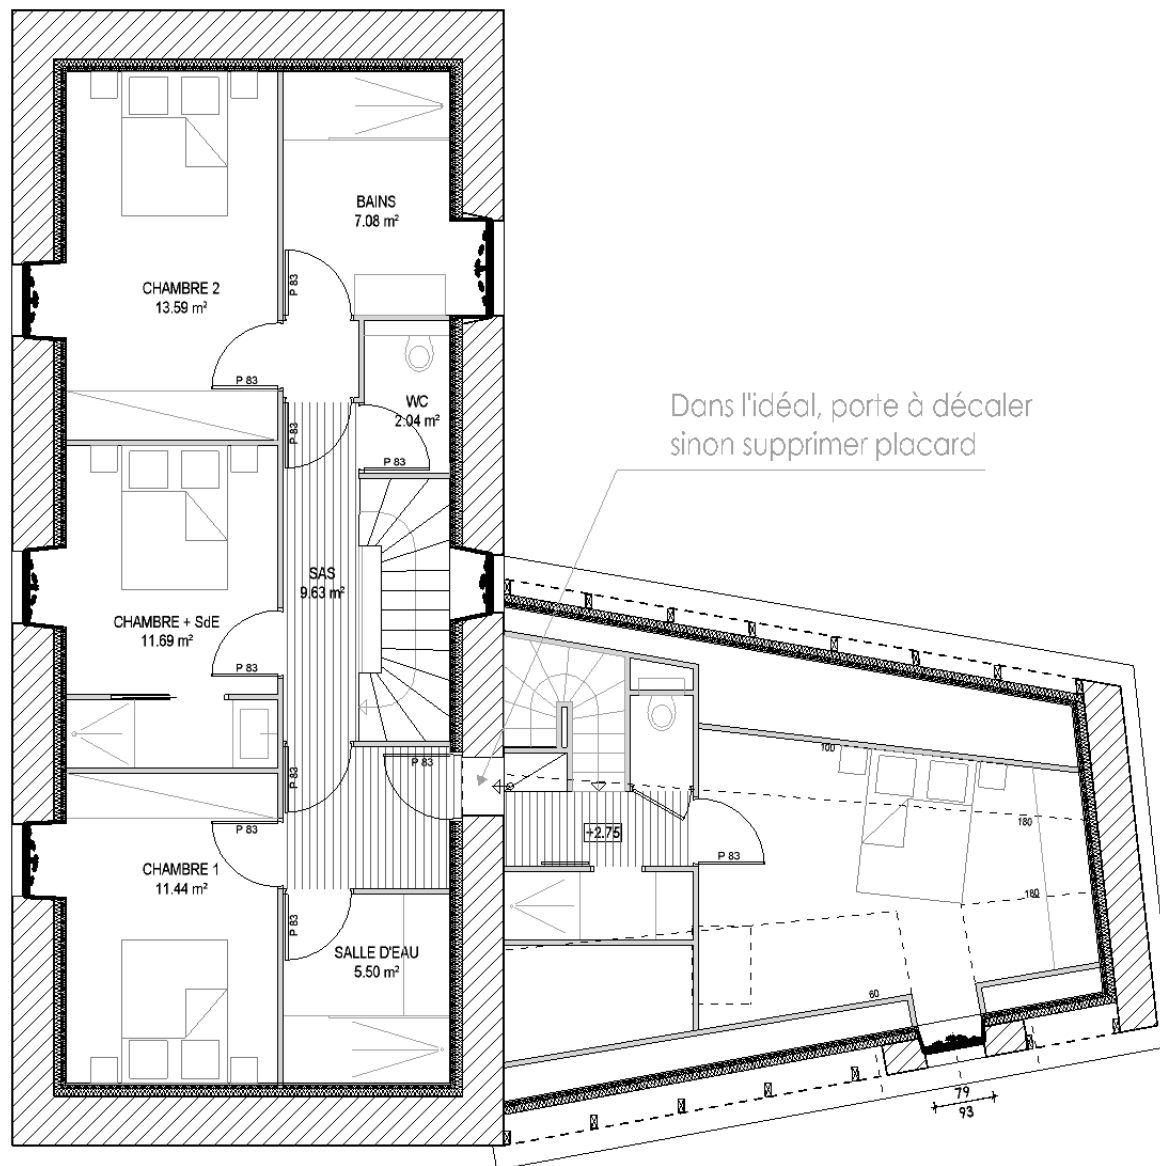 BAINS
7.08 m²
P 83
CHAMBRE 2
13.59 m²
P 83
WC
2.04 m²
P 83
P 83
Dans l'idéal, porte à décaler
sinon supprimer placard
SAS
9.63 m²
CHAMBRE + SdE
11.69 m²
P 83
P 83
P 83
100
180
+2.75
P 83
P 83
CHAMBRE 1
11.44 m²
180
P 83
SALLE D'EAU
5.50 m²
60
79
93